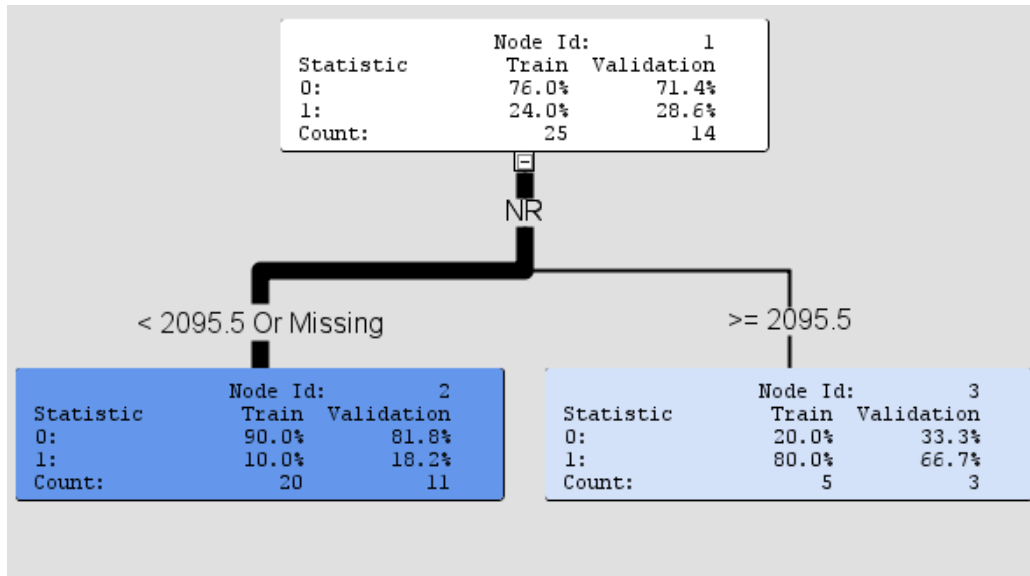 Node Id: 1
Statistic Train Validation
0: 76.0% 71.4%
1: 24.0% 28.6%
Count: 25 14
NR
< 2095.5 Or Missing
>= 2095.5
Node Id: 2
Statistic Train Validation
0: 90.0% 81.8%
1: 10.0% 18.2%
Count: 20 11
Node Id: 3
Statistic Train Validation
0: 20.0% 33.3%
1: 80.0% 66.7%
Count: 5 3